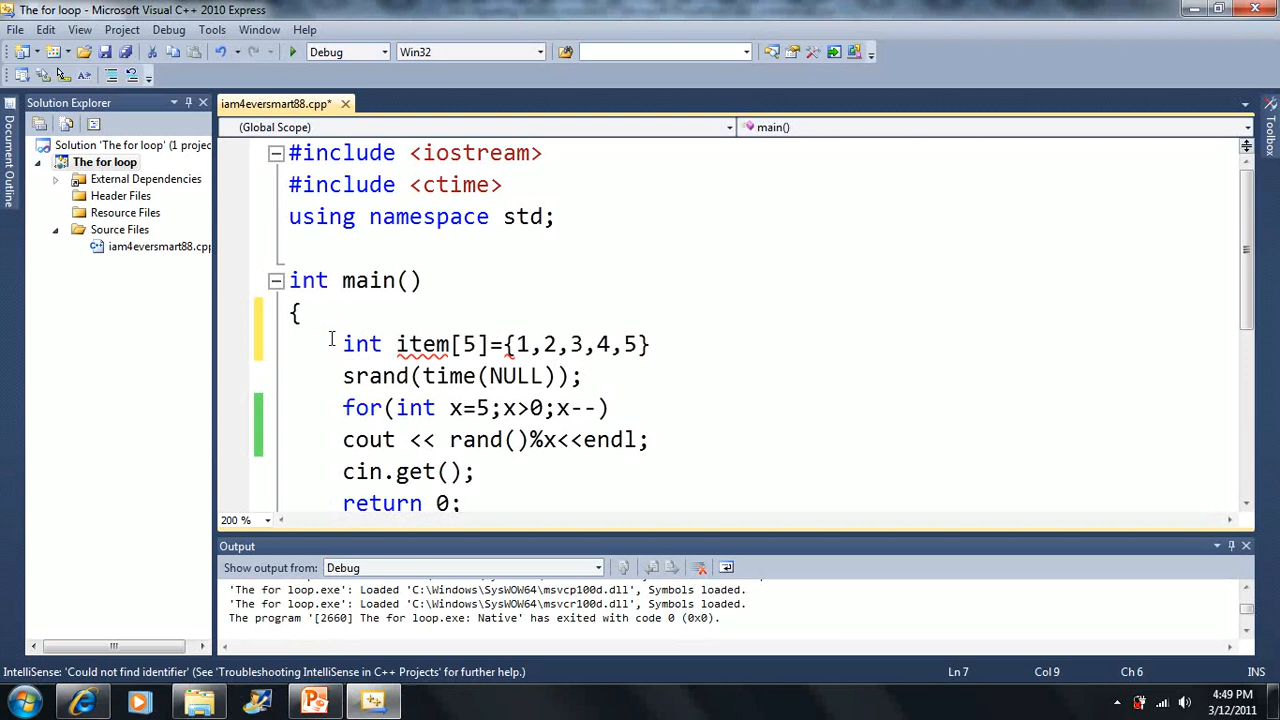 The for loop - Microsoft Visual C++ 2010 Express
File Edit View Project Debug Tools Window Help
Debug Win32
Solution Explorer
iam4eversmart88.cpp*
(Global Scope) main()
Document Outline
Toolbox
Solution 'The for loop' (1 projec
The for loop
External Dependencies
Header Files
Resource Files
Source Files
iam4eversmart88.cp
#include <iostream>
#include <ctime>
using namespace std;
int main()
{
int item[5]={1,2,3,4,5}
srand(time(NULL));
for(int x=5;x>0;x--)
cout << rand()%x<<endl;
cin.get();
return 0;
200 %
Output
Show output from: Debug
'The for loop.exe': Loaded 'C:\Windows\SysWOW64\msvcp100d.dll', Symbols loaded.
'The for loop.exe': Loaded 'C:\Windows\SysWOW64\msvcr100d.dll', Symbols loaded.
The program '[2660] The for loop.exe: Native' has exited with code 0 (0x0).
IntelliSense: 'Could not find identifier' (See 'Troubleshooting IntelliSense in C++ Projects' for further help.) Ln 7 Col 9 Ch 6 INS
4:49 PM
3/12/2011